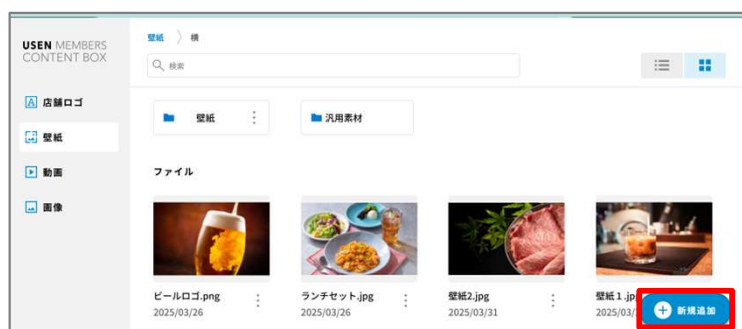 USEN MEMBERS
CONTENT BOX
壁紙 〉 横
検索
店舗ロゴ
壁紙
動画
画像
壁紙
汎用素材
ファイル
ビールロゴ.png
2025/03/26
ランチセット.jpg
2025/03/26
壁紙2.jpg
2025/03/31
壁紙１.jp
2025/03/
新規追加